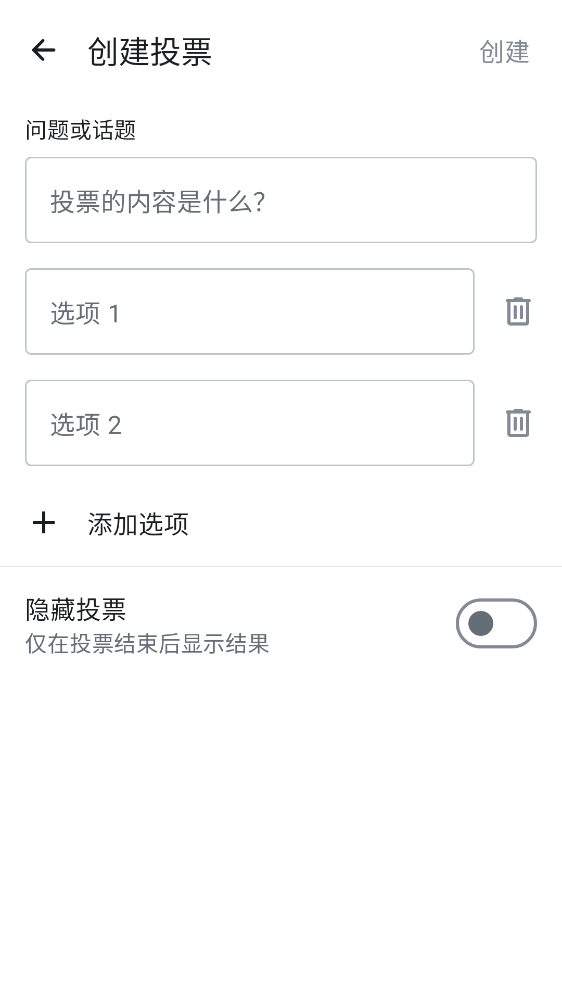 创建投票
创建
问题或话题
投票的内容是什么？
选项 1
选项 2
添加选项
隐藏投票
仅在投票结束后显示结果